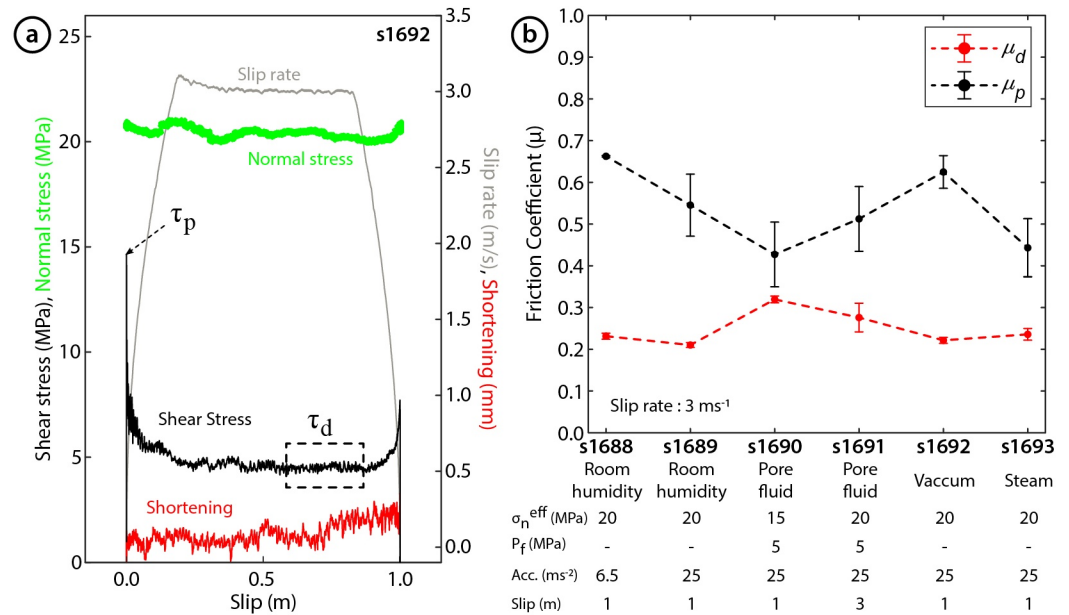 a
s1692
25
20
15
10
5
0
3.5
3.0
2.5
2.0
1.5
1.0
0.5
0.0
Slip rate
Normal stress
τp
Shear Stress
τd
Shortening
0.0 0.5 1.0
Slip (m)
Shear stress (MPa), Normal stress (MPa)
Slip rate (m/s), Shortening (mm)
b
1.0
0.9
0.8
0.7
0.6
0.5
0.4
0.3
0.2
0.1
0.0
Friction Coefficient (μ)
μd
μp
Slip rate : 3 ms⁻¹
s1688 s1689 s1690 s1691 s1692 s1693
Room humidity Room humidity Pore fluid Pore fluid Vaccum Steam
σn^eff (MPa) 20 20 15 20 20 20
Pf (MPa) - - 5 5 - -
Acc. (ms⁻²) 6.5 25 25 25 25 25
Slip (m) 1 1 1 3 1 1